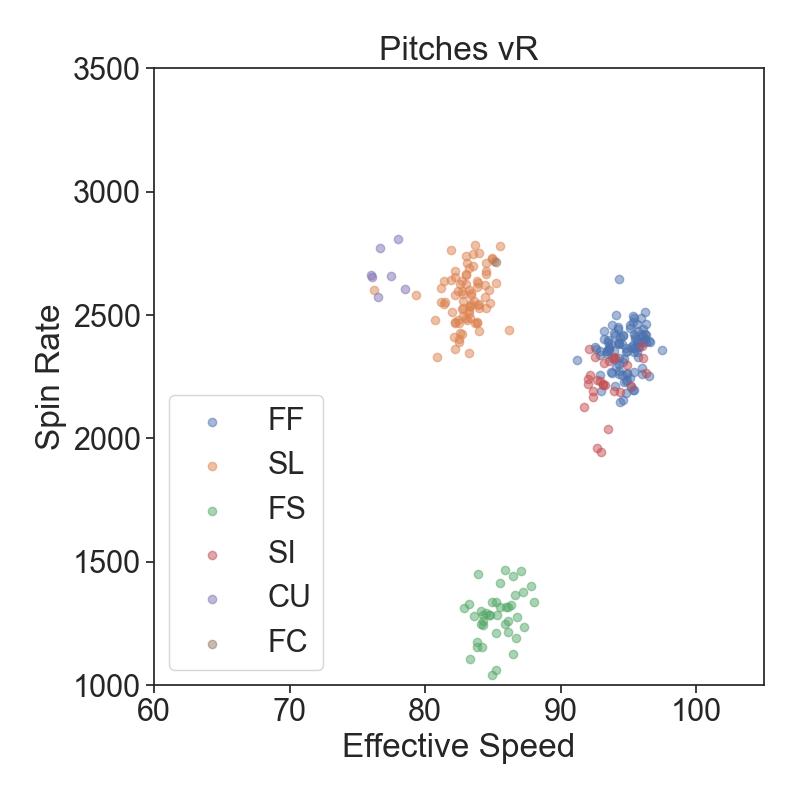 Pitches vR
3500
3000
2500
2000
1500
1000
Spin Rate
FF
SL
FS
SI
CU
FC
60 70 80 90 100
Effective Speed